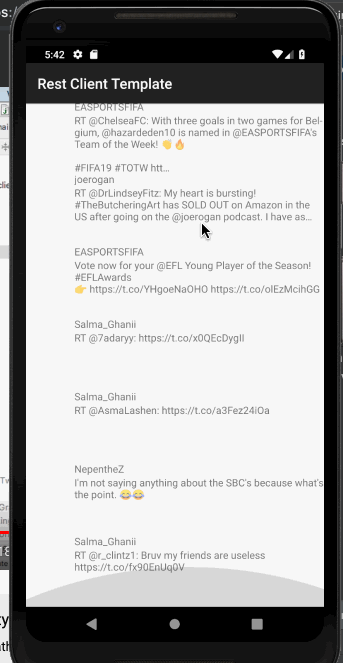 5:42
Rest Client Template
EASPORTSFIFA
RT @ChelseaFC: With three goals in two games for Bel-
gium, @hazardeden10 is named in @EASPORTSFIFA's
Team of the Week! 👏🔥
#FIFA19 #TOTW htt…
joerogan
RT @DrLindseyFitz: My heart is bursting!
#TheButcheringArt has SOLD OUT on Amazon in the
US after going on the @joerogan podcast. I have as…
EASPORTSFIFA
Vote now for your @EFL Young Player of the Season!
#EFLAwards
👉 https://t.co/YHgoeNaOHO https://t.co/olEzMcihGG
Salma_Ghanii
RT @7adaryy: https://t.co/x0QEcDygII
Salma_Ghanii
RT @AsmaLashen: https://t.co/a3Fez24iOa
NepentheZ
I'm not saying anything about the SBC's because what's
the point. 😂😂
Salma_Ghanii
RT @r_clintz1: Bruv my friends are useless
https://t.co/fx90EnUq0V